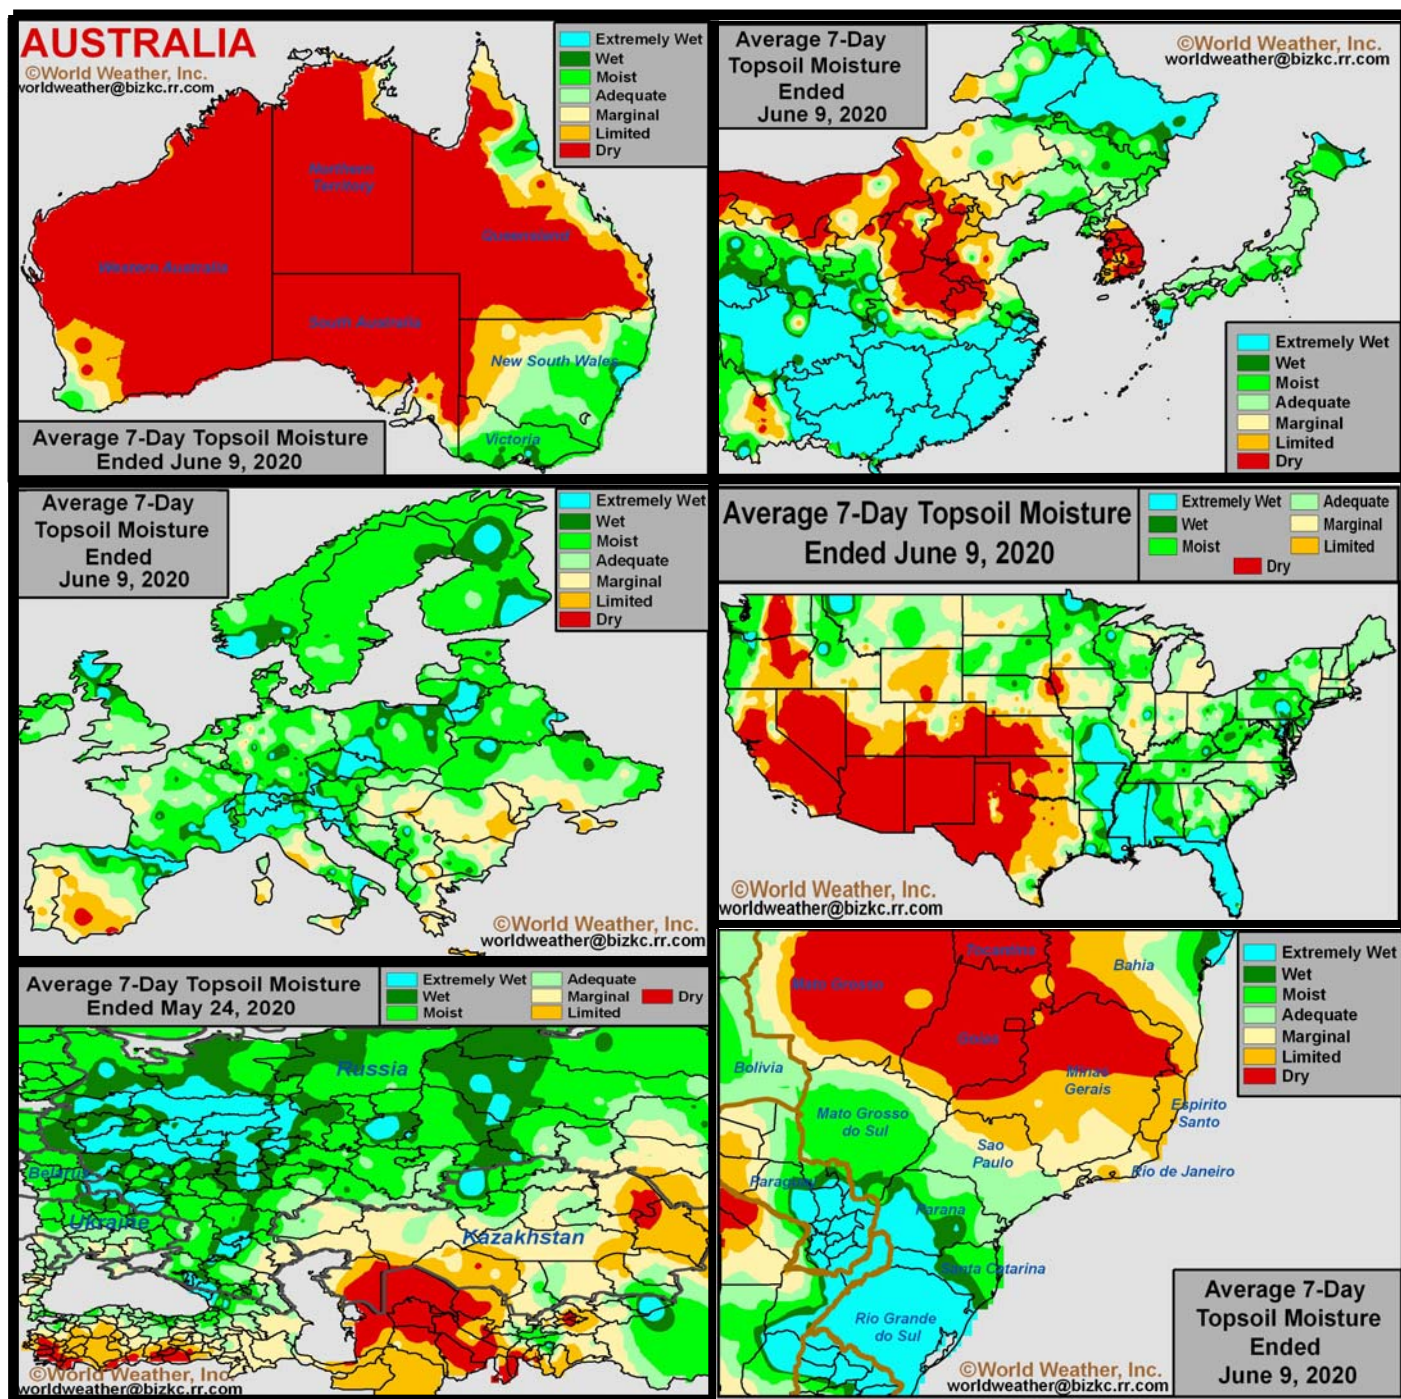 AUSTRALIA
©World Weather, Inc.
worldweather@bizkc.rr.com
Extremely Wet
Wet
Moist
Adequate
Marginal
Limited
Dry
Northern
Territory
Queensland
Western Australia
South Australia
New South Wales
Victoria
Average 7-Day Topsoil Moisture
Ended June 9, 2020
Average 7-Day
Topsoil Moisture
Ended
June 9, 2020
©World Weather, Inc.
worldweather@bizkc.rr.com
Extremely Wet
Wet
Moist
Adequate
Marginal
Limited
Dry
Average 7-Day
Topsoil Moisture
Ended
June 9, 2020
Extremely Wet
Wet
Moist
Adequate
Marginal
Limited
Dry
©World Weather, Inc.
worldweather@bizkc.rr.com
Average 7-Day Topsoil Moisture
Ended June 9, 2020
Extremely Wet Adequate
Wet Marginal
Moist Limited
Dry
©World Weather, Inc.
worldweather@bizkc.rr.com
Average 7-Day Topsoil Moisture
Ended May 24, 2020
Extremely Wet Adequate
Wet Marginal Dry
Moist Limited
Russia
Belarus
Ukraine
Kazakhstan
©World Weather, Inc.
worldweather@bizkc.rr.com
Extremely Wet
Wet
Moist
Adequate
Marginal
Limited
Dry
Tocantins
Bahia
Mato Grosso
Goias
Bolivia
Minas
Gerais
Mato Grosso
do Sul
Espirito
Santo
Sao
Paulo
Rio de Janeiro
Paraguay
Parana
Santa Catarina
Rio Grande
do Sul
Average 7-Day
Topsoil Moisture
Ended
June 9, 2020
©World Weather, Inc.
worldweather@bizkc.rr.com